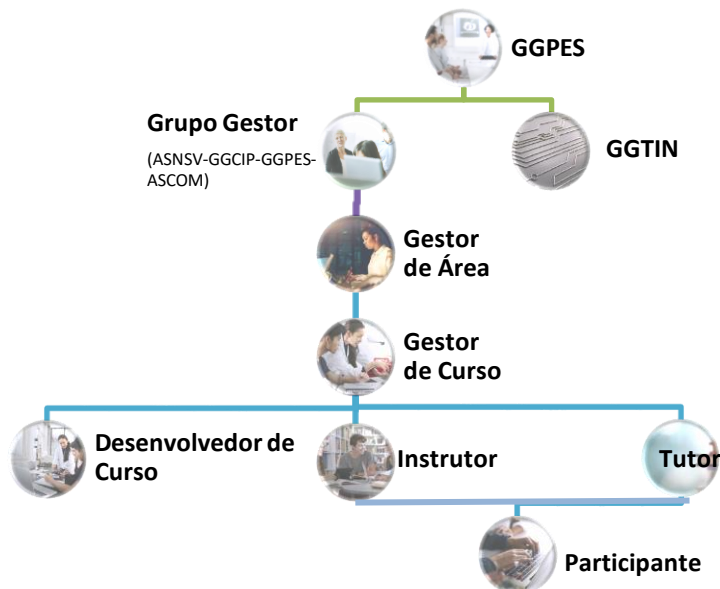 GGPES
Grupo Gestor
(ASNSV-GGCIP-GGPES-
ASCOM)
GGTIN
Gestor
de Área
Gestor
de Curso
Desenvolvedor de
Curso
Instrutor
Tutor
Participante